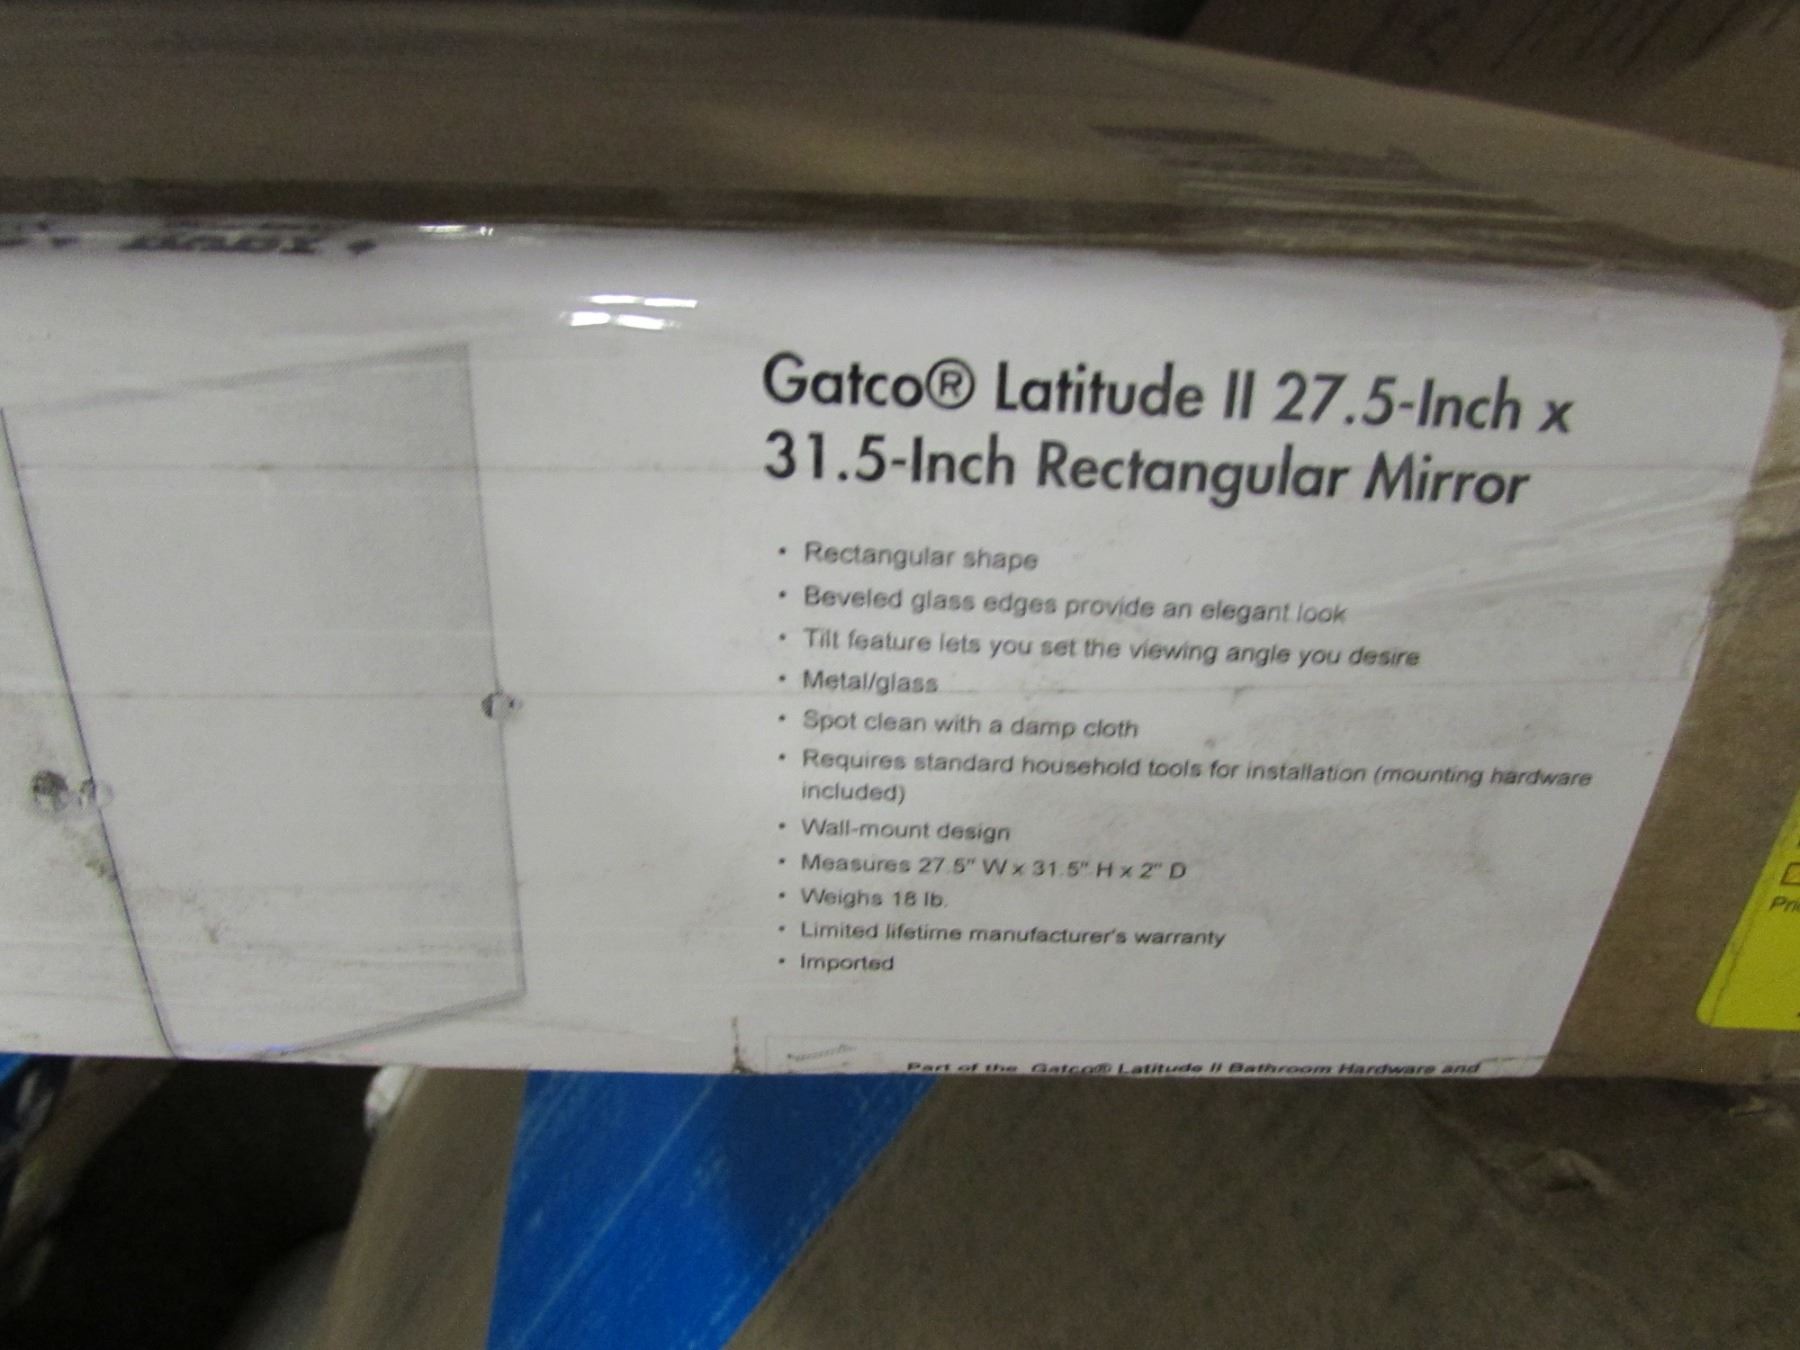 Gatco® Latitude II 27.5-Inch x
31.5-Inch Rectangular Mirror
• Rectangular shape
• Beveled glass edges provide an elegant look
• Tilt feature lets you set the viewing angle you desire
• Metal/glass
• Spot clean with a damp cloth
• Requires standard household tools for installation (mounting hardware
included)
• Wall-mount design
• Measures 27.5" W x 31.5" H x 2" D
• Weighs 18 lb.
• Limited lifetime manufacturer's warranty
• Imported
Part of the Gatco® Latitude II Bathroom Hardware and